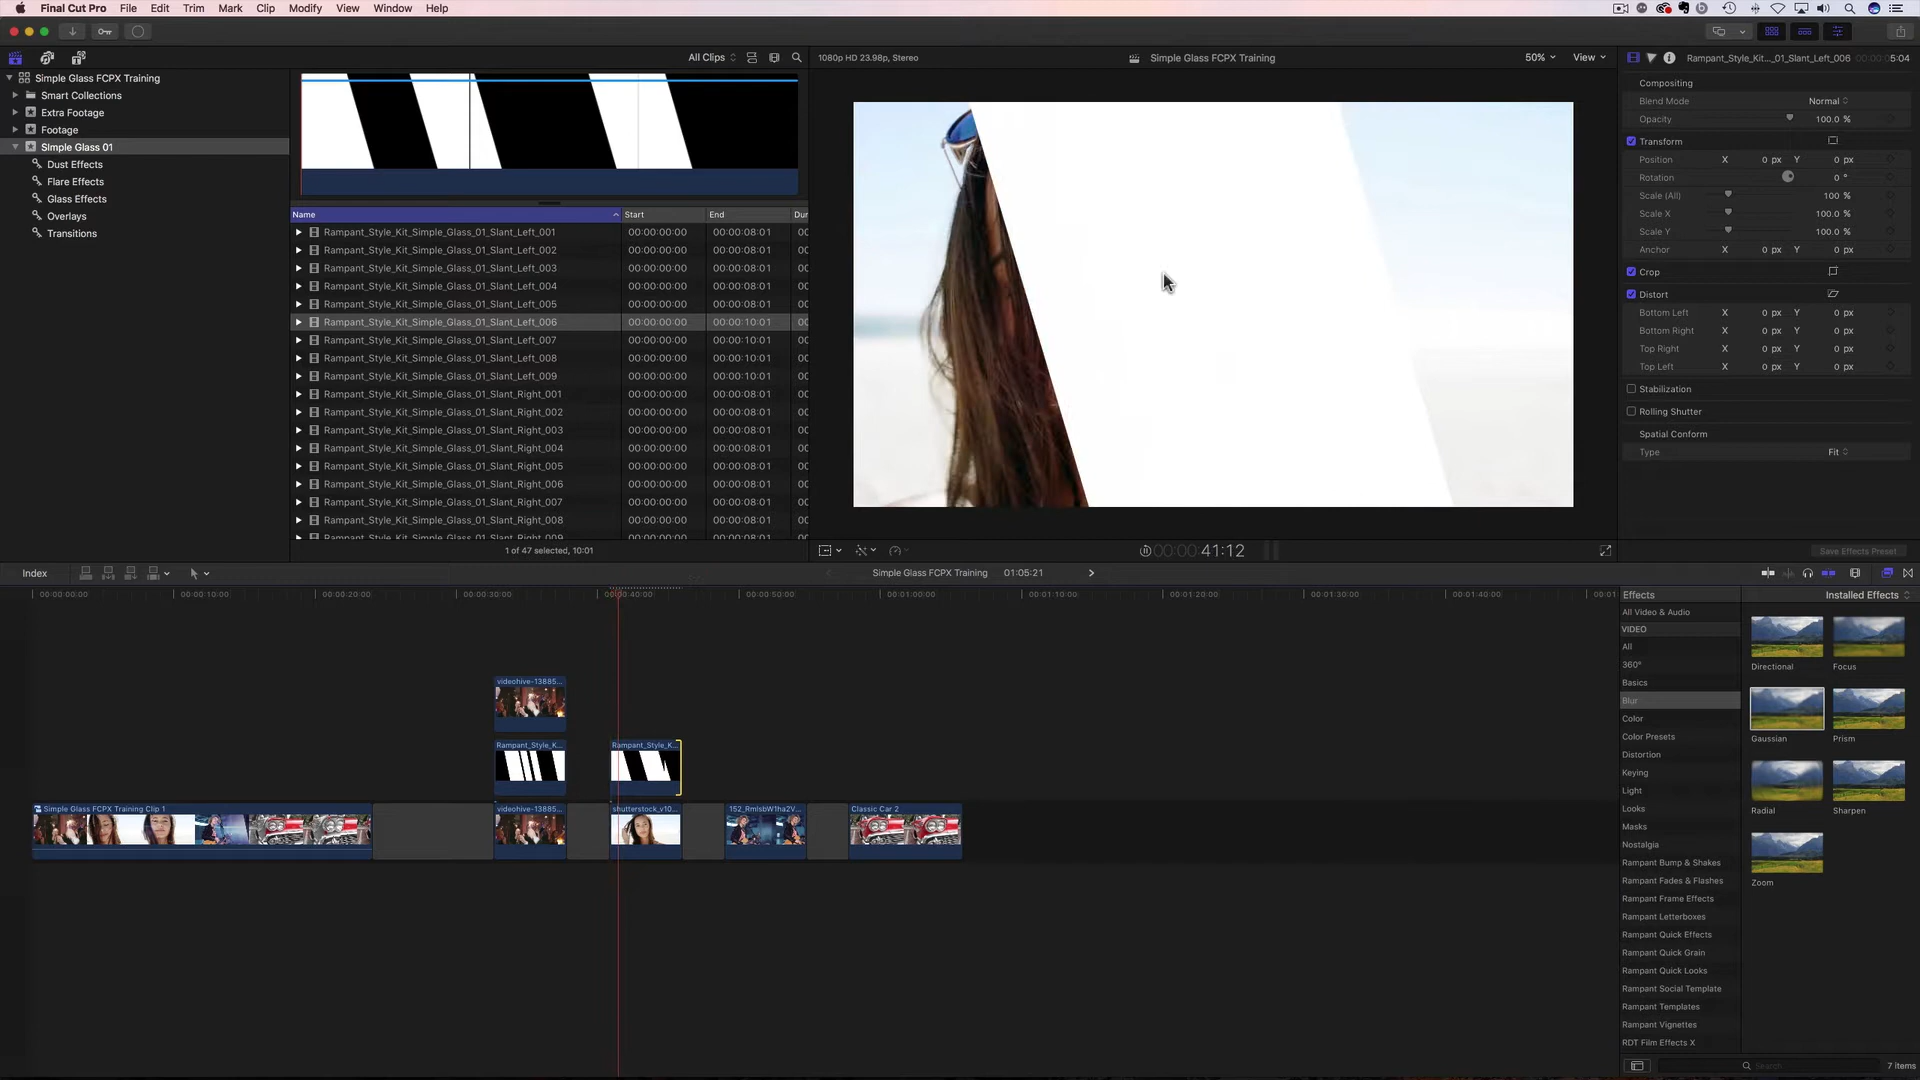 Final Cut Pro File Edit Trim Mark Clip Modify View Window Help
All Clips
1080p HD 23.98p, Stereo
Simple Glass FCPX Training
50%
View
Rampant_Style_Kit..._01_Slant_Left_006
5:04
Simple Glass FCPX Training
Smart Collections
Extra Footage
Footage
SImple Glass 01
Dust Effects
Flare Effects
Glass Effects
Overlays
Transitions
Name Start End Dur
Rampant_Style_Kit_Simple_Glass_01_Slant_Left_001 00:00:00:00 00:00:08:01 00
Rampant_Style_Kit_Simple_Glass_01_Slant_Left_002 00:00:00:00 00:00:08:01 00
Rampant_Style_Kit_Simple_Glass_01_Slant_Left_003 00:00:00:00 00:00:08:01 00
Rampant_Style_Kit_Simple_Glass_01_Slant_Left_004 00:00:00:00 00:00:08:01 00
Rampant_Style_Kit_Simple_Glass_01_Slant_Left_005 00:00:00:00 00:00:08:01 00
Rampant_Style_Kit_Simple_Glass_01_Slant_Left_006 00:00:00:00 00:00:10:01 00
Rampant_Style_Kit_Simple_Glass_01_Slant_Left_007 00:00:00:00 00:00:10:01 00
Rampant_Style_Kit_Simple_Glass_01_Slant_Left_008 00:00:00:00 00:00:10:01 00
Rampant_Style_Kit_Simple_Glass_01_Slant_Left_009 00:00:00:00 00:00:10:01 00
Rampant_Style_Kit_Simple_Glass_01_Slant_Right_001 00:00:00:00 00:00:08:01 00
Rampant_Style_Kit_Simple_Glass_01_Slant_Right_002 00:00:00:00 00:00:08:01 00
Rampant_Style_Kit_Simple_Glass_01_Slant_Right_003 00:00:00:00 00:00:08:01 00
Rampant_Style_Kit_Simple_Glass_01_Slant_Right_004 00:00:00:00 00:00:08:01 00
Rampant_Style_Kit_Simple_Glass_01_Slant_Right_005 00:00:00:00 00:00:08:01 00
Rampant_Style_Kit_Simple_Glass_01_Slant_Right_006 00:00:00:00 00:00:08:01 00
Rampant_Style_Kit_Simple_Glass_01_Slant_Right_007 00:00:00:00 00:00:08:01 00
Rampant_Style_Kit_Simple_Glass_01_Slant_Right_008 00:00:00:00 00:00:08:01 00
1 of 47 selected, 10:01
00:00:41:12
Compositing
Blend Mode Normal
Opacity 100.0 %
Transform
Position X 0 px Y 0 px
Rotation 0 °
Scale (All) 100 %
Scale X 100.0 %
Scale Y 100.0 %
Anchor X 0 px Y 0 px
Crop
Distort
Bottom Left X 0 px Y 0 px
Bottom Right X 0 px Y 0 px
Top Right X 0 px Y 0 px
Top Left X 0 px Y 0 px
Stabilization
Rolling Shutter
Spatial Conform
Type Fit
Save Effects Preset
Index
Simple Glass FCPX Training 01:05:21
00:00:00:00 00:00:10:00 00:00:20:00 00:00:30:00 00:00:40:00 00:00:50:00 00:01:00:00 00:01:10:00 00:01:20:00 00:01:30:00 00:01:40:00 00:01
videohive-13885...
Rampant_Style_K...
Rampant_Style_K...
Simple Glass FCPX Training Clip 1
videohive-13885...
shutterstock_v10...
152_RmlsbW1ha2V...
Classic Car 2
Effects
Installed Effects
All Video & Audio
VIDEO
All
360°
Basics
Blur
Color
Color Presets
Distortion
Keying
Light
Looks
Masks
Nostalgia
Rampant Bump & Shakes
Rampant Fades & Flashes
Rampant Frame Effects
Rampant Letterboxes
Rampant Quick Effects
Rampant Quick Grain
Rampant Quick Looks
Rampant Social Template
Rampant Templates
Rampant Vignettes
RDT Film Effects X
Directional
Focus
Gaussian
Prism
Radial
Sharpen
Zoom
Search
7 items